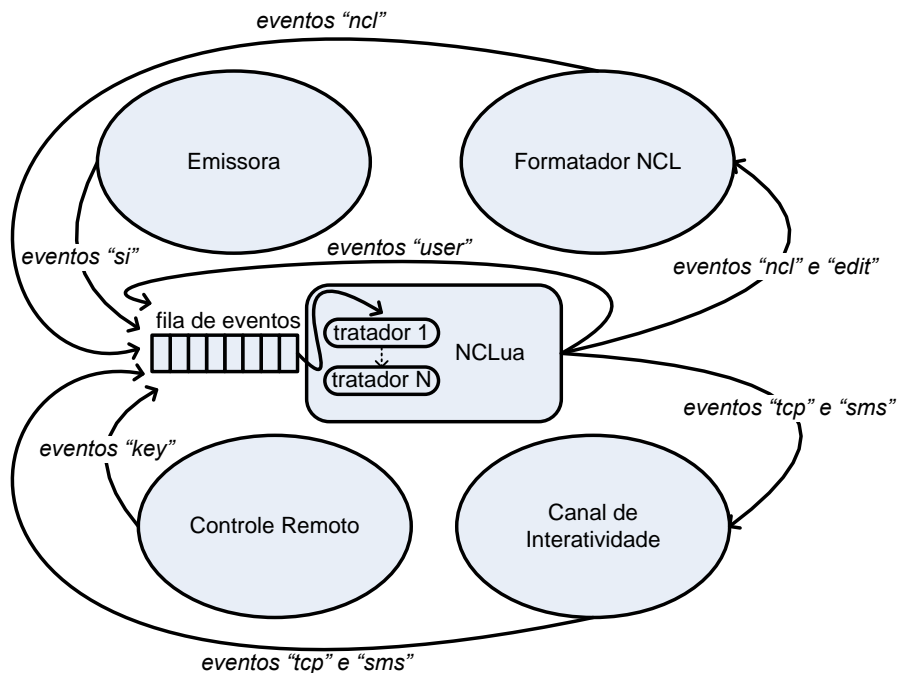 eventos “ncl”
Emissora
Formatador NCL
eventos “si”
eventos “user”
eventos “ncl” e “edit”
fila de eventos
tratador 1
NCLua
tratador N
eventos “tcp” e “sms”
eventos “key”
Controle Remoto
Canal de
Interatividade
eventos “tcp” e “sms”